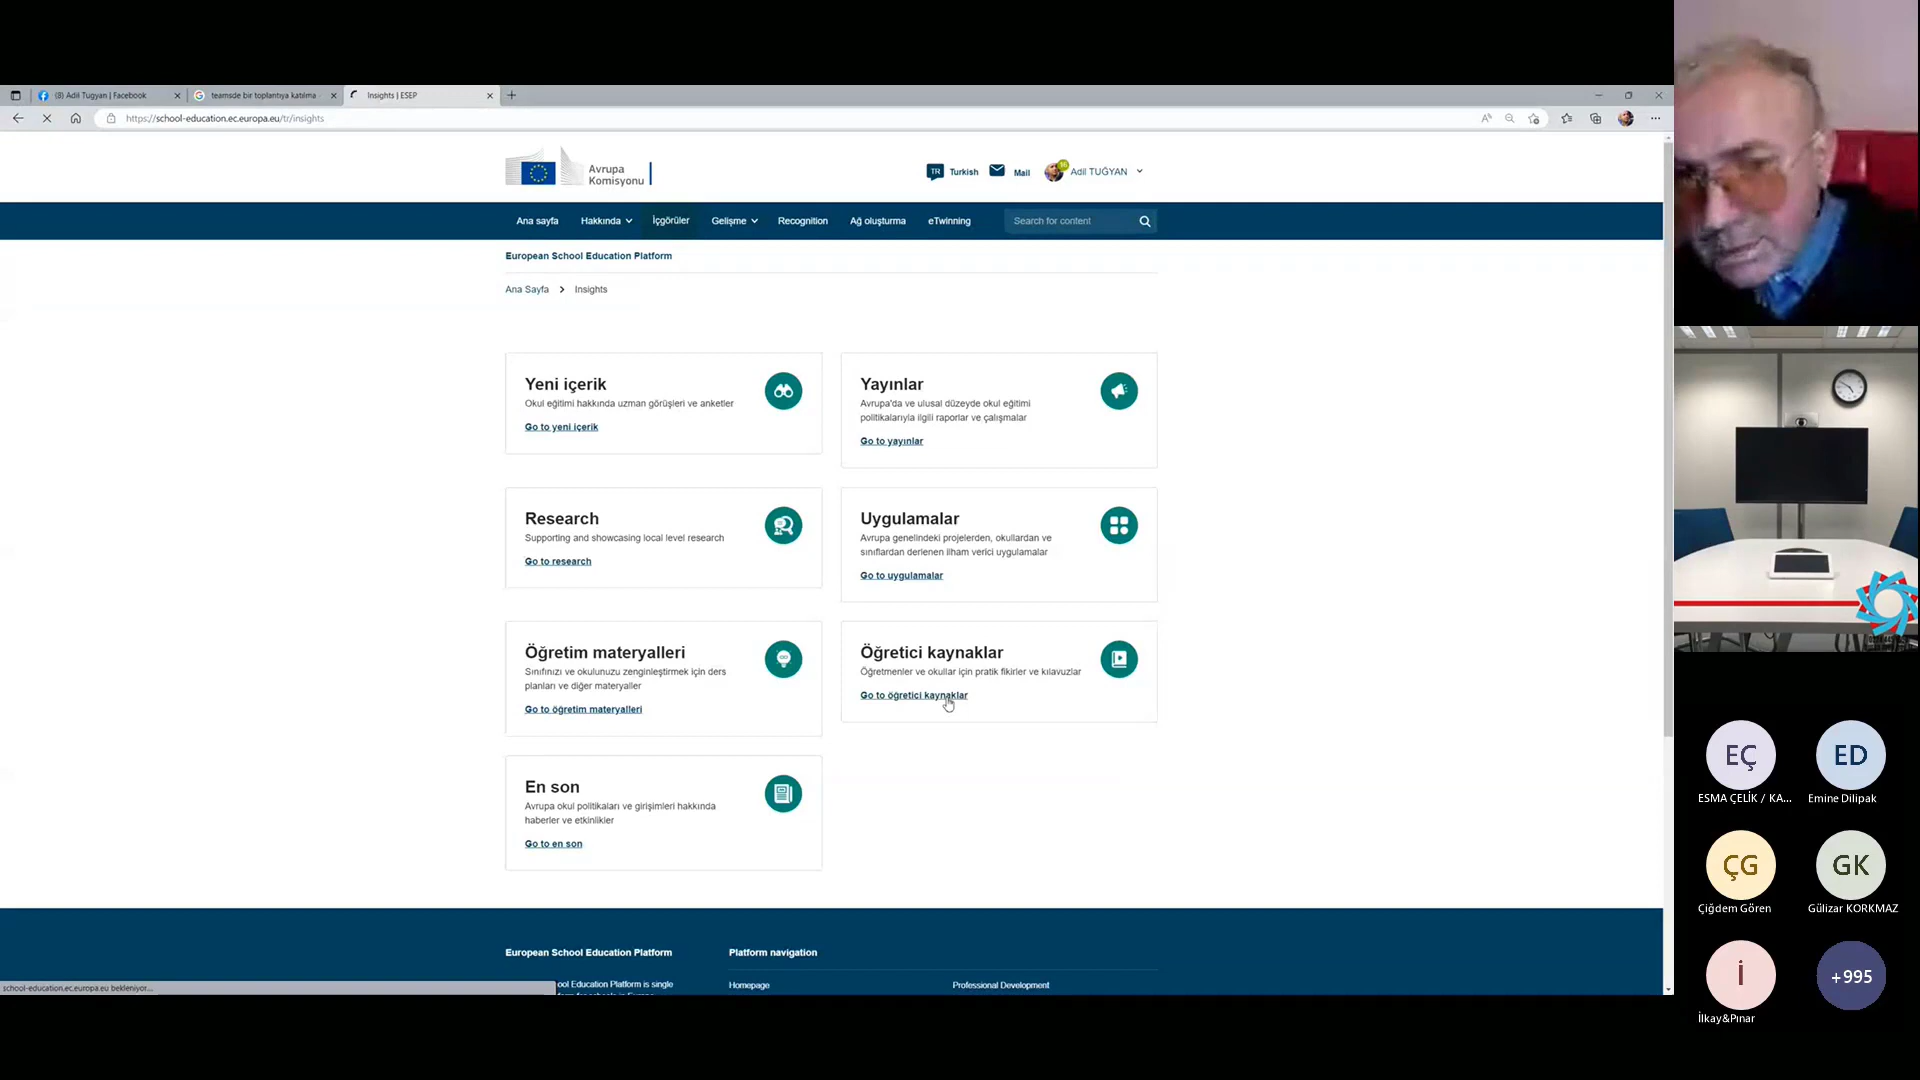 (8) Adil Tugyan | Facebook
teamsde bir toplantıya katılma
Insights | ESEP
https://school-education.ec.europa.eu/tr/insights
Avrupa
Komisyonu
TR Turkish
Mail
Adil TUĞYAN
Ana sayfa
Hakkında
İçgörüler
Gelişme
Recognition
Ağ oluşturma
eTwinning
Search for content
European School Education Platform
Ana Sayfa > Insights
Yeni içerik
Okul eğitimi hakkında uzman görüşleri ve anketler
Go to yeni içerik
Yayınlar
Avrupa'da ve ulusal düzeyde okul eğitimi
politikalarıyla ilgili raporlar ve çalışmalar
Go to yayınlar
Research
Supporting and showcasing local level research
Go to research
Uygulamalar
Avrupa genelindeki projelerden, okullardan ve
sınıflardan derlenen ilham verici uygulamalar
Go to uygulamalar
Öğretim materyalleri
Sınıfınızı ve okulunuzu zenginleştirmek için ders
planları ve diğer materyaller
Go to öğretim materyalleri
Öğretici kaynaklar
Öğretmenler ve okullar için pratik fikirler ve kılavuzlar
Go to öğretici kaynaklar
En son
Avrupa okul politikaları ve girişimleri hakkında
haberler ve etkinlikler
Go to en son
European School Education Platform
Platform navigation
ool Education Platform is single
Homepage
Professional Development
school-education.ec.europa.eu bekleniyor...
EÇ
ESMA ÇELİK / KA...
ED
Emine Dilipak
ÇG
Çiğdem Gören
GK
Gülizar KORKMAZ
İ
İlkay&Pınar
+995